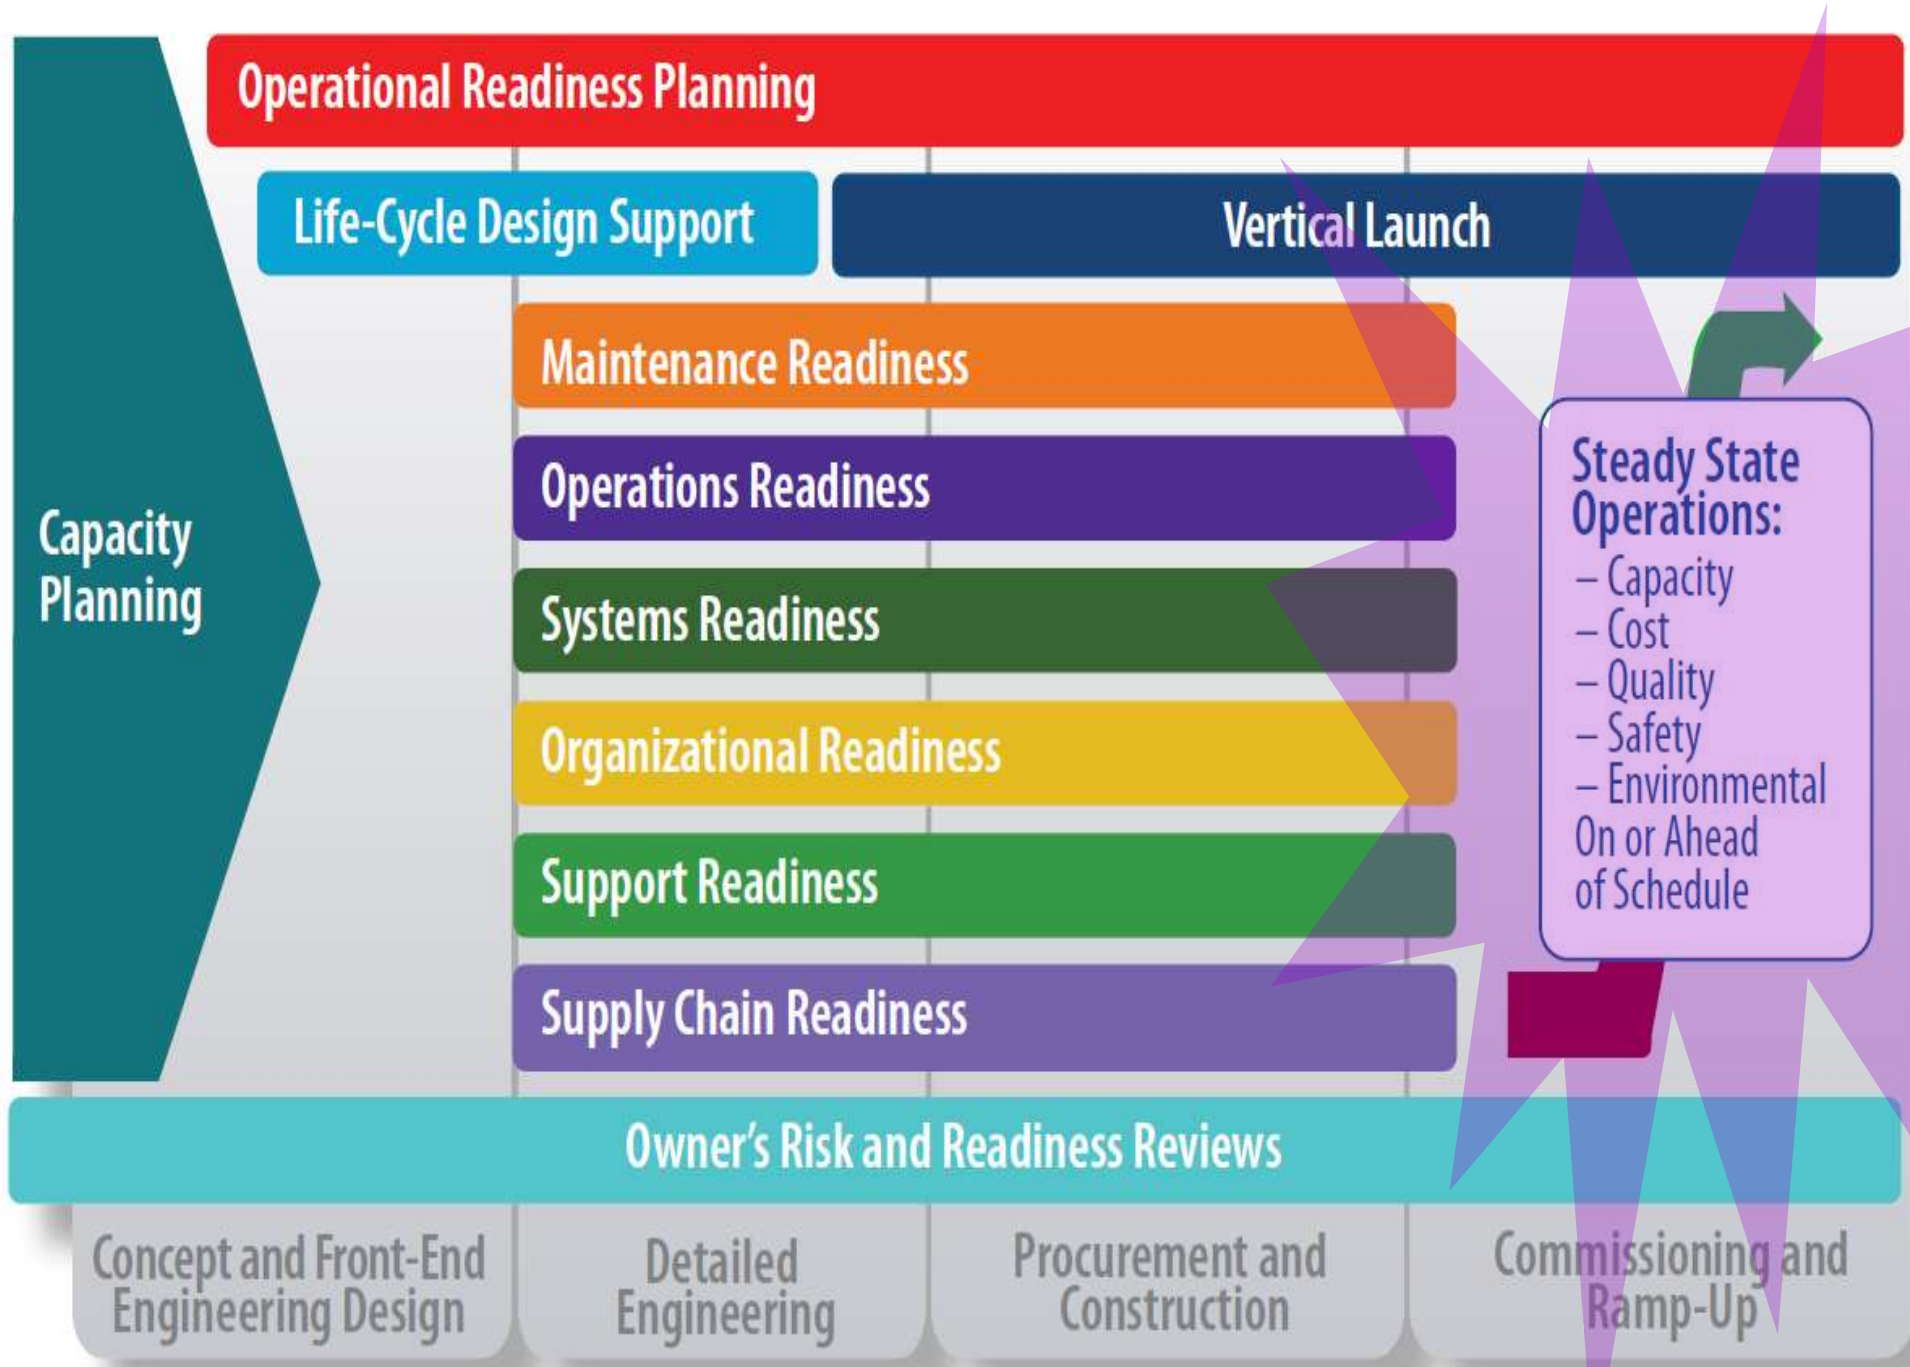 Operational Readiness Planning
Life-Cycle Design Support
Vertical Launch
Capacity
Planning
Maintenance Readiness
Operations Readiness
Systems Readiness
Organizational Readiness
Support Readiness
Supply Chain Readiness
Steady State
Operations:
– Capacity
– Cost
– Quality
– Safety
– Environmental
On or Ahead
of Schedule
Owner's Risk and Readiness Reviews
Concept and Front-End
Engineering Design
Detailed
Engineering
Procurement and
Construction
Commissioning and
Ramp-Up